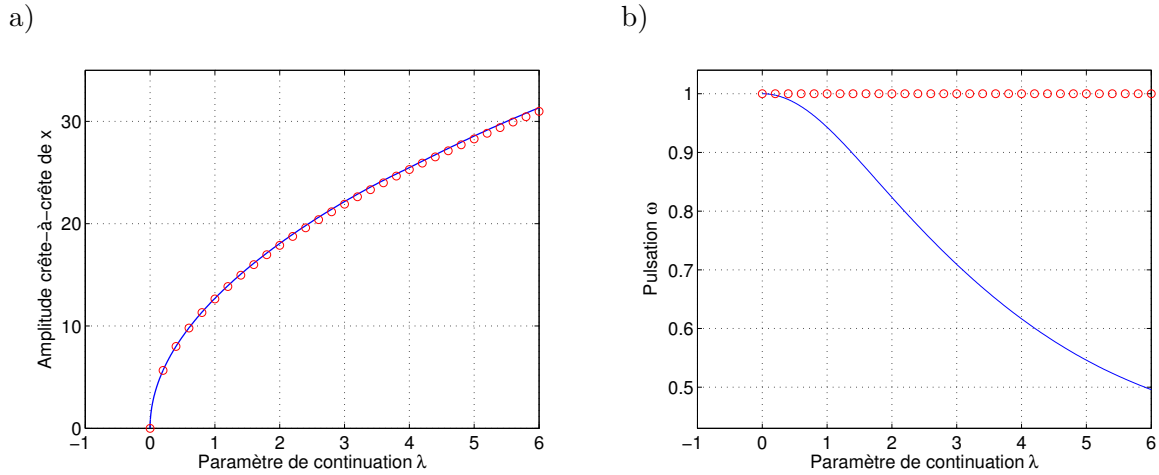 a)
Amplitude crête−à−crête de x
30
20
10
0
−1 0 1 2 3 4 5 6
Paramètre de continuation λ
b)
Pulsation ω
1
0.9
0.8
0.7
0.6
0.5
−1 0 1 2 3 4 5 6
Paramètre de continuation λ